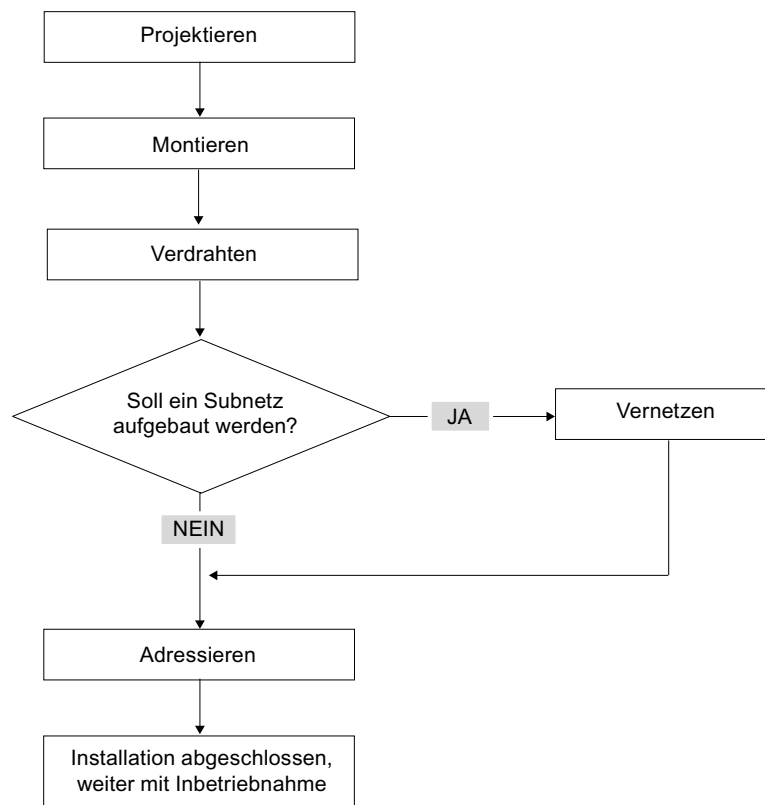 Projektieren
Montieren
Verdrahten
Soll ein Subnetz
aufgebaut werden?
JA
Vernetzen
NEIN
Adressieren
Installation abgeschlossen,
weiter mit Inbetriebnahme